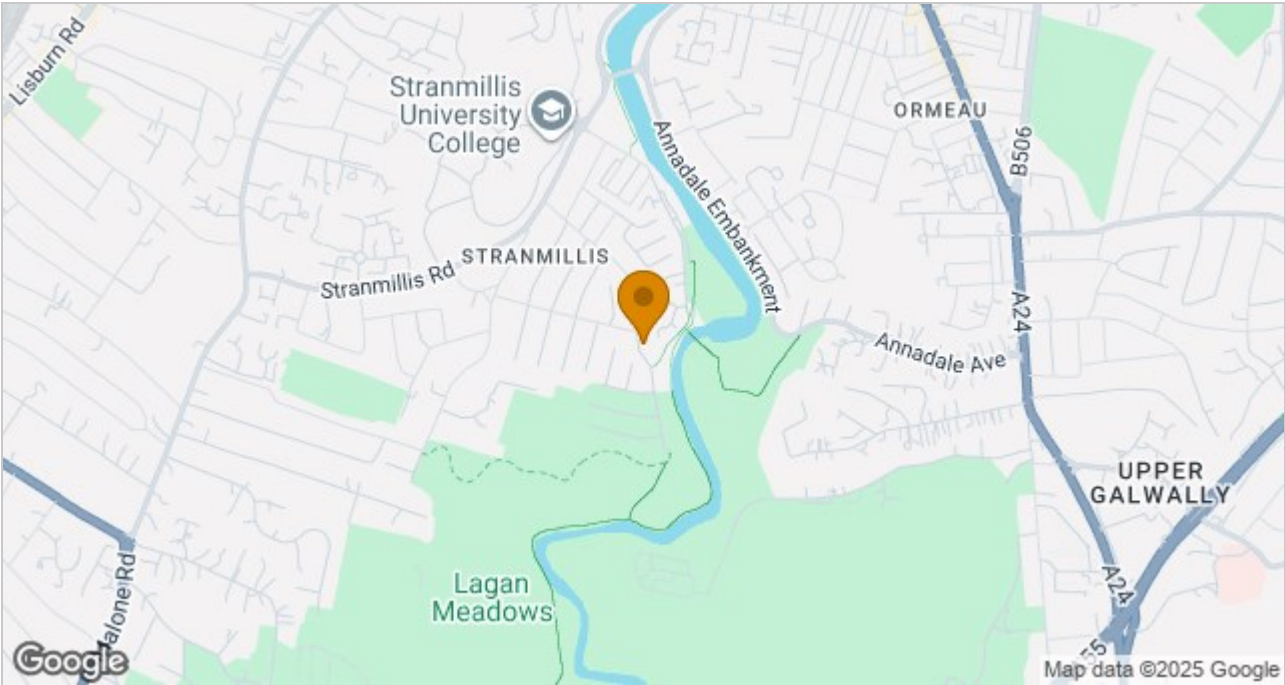 Lisburn Rd
Stranmillis
University
College
ORMEAU
B506
Annadale Embankment
STRANMILLIS
Stranmillis Rd
A24
Annadale Ave
UPPER
GALWALLY
Malone Rd
Lagan
Meadows
A24
Google
Map data ©2025 Google